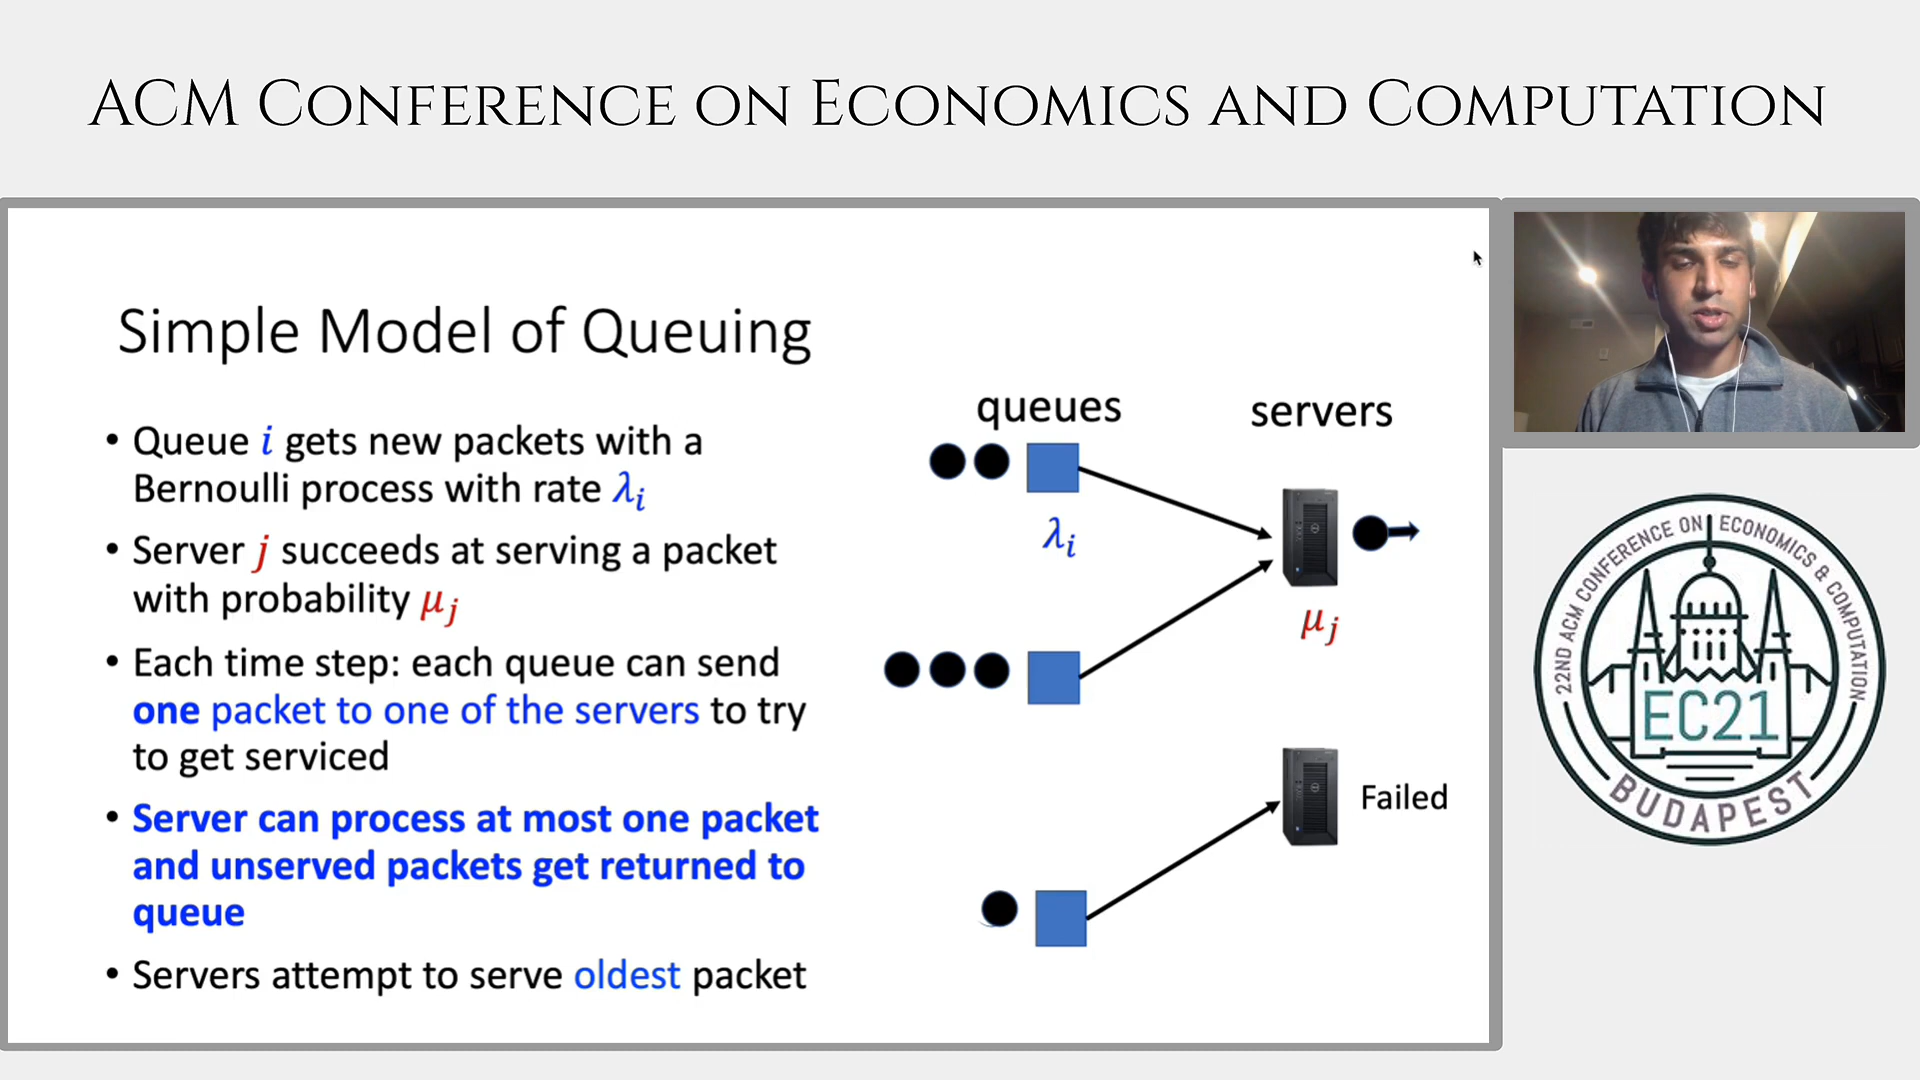 ACM Conference on Economics and Computation
Simple Model of Queuing
• Queue i gets new packets with a
Bernoulli process with rate λi
• Server j succeeds at serving a packet
with probability μj
• Each time step: each queue can send
one packet to one of the servers to try
to get serviced
• Server can process at most one packet
and unserved packets get returned to
queue
• Servers attempt to serve oldest packet
queues
servers
λi
μj
Failed
22ND ACM CONFERENCE ON ECONOMICS & COMPUTATION
EC21
BUDAPEST